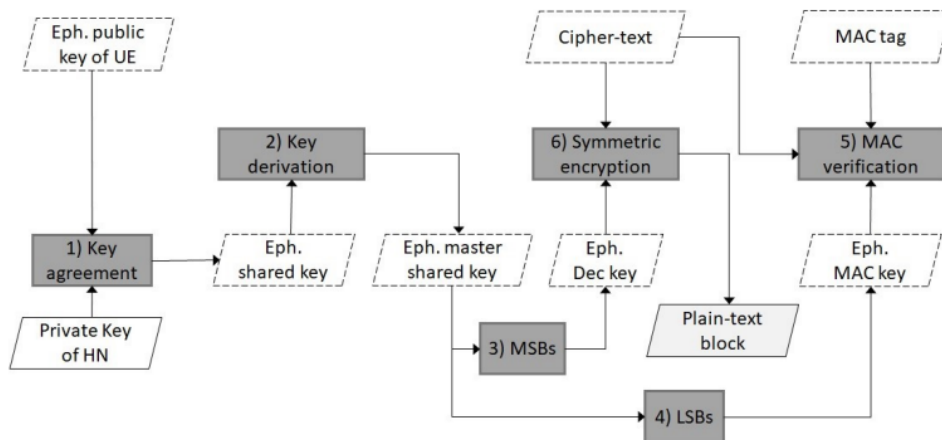 Eph. public
key of UE
Cipher-text
MAC tag
2) Key
derivation
6) Symmetric
encryption
5) MAC
verification
1) Key
agreement
Eph.
shared key
Eph. master
shared key
Eph.
Dec key
Eph.
MAC key
Private Key
of HN
3) MSBs
Plain-text
block
4) LSBs